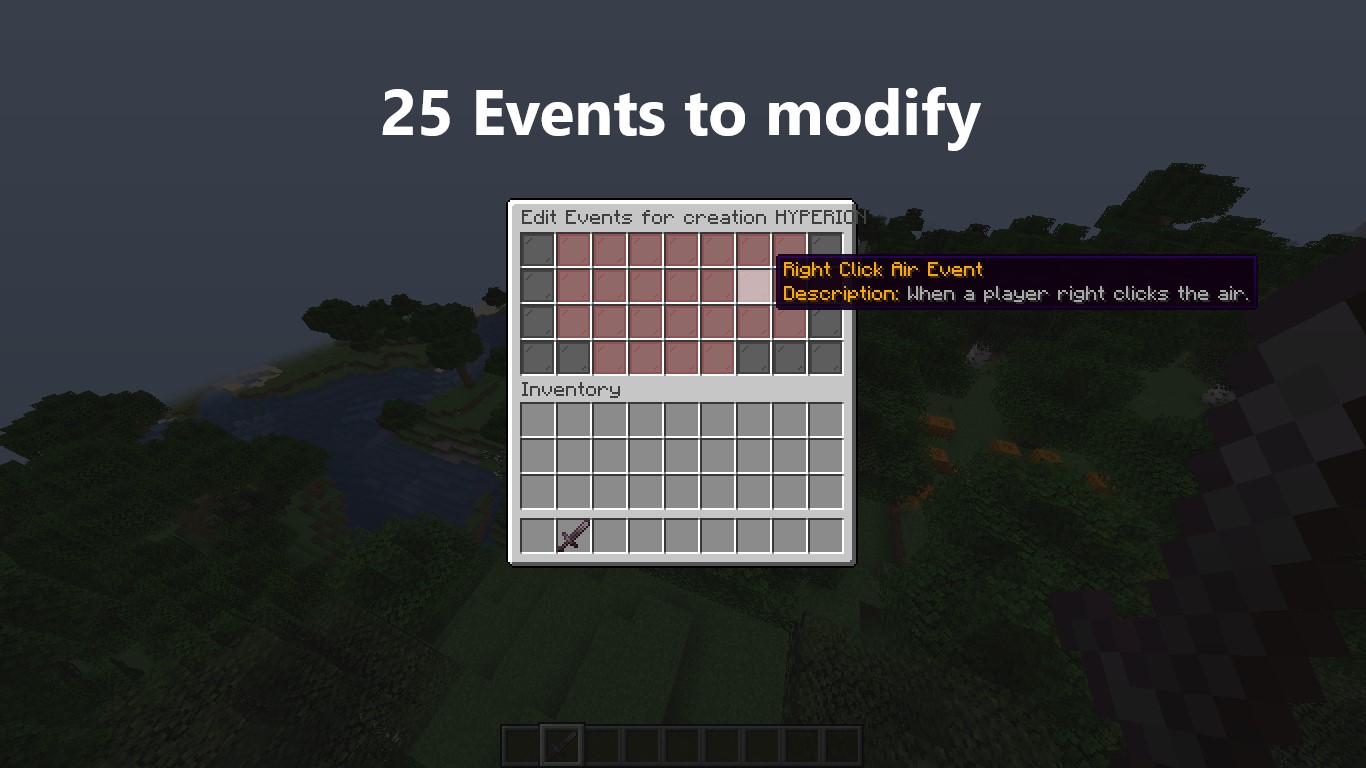 25 Events to modify
Edit Events for creation HYPERION
Right Click Air Event
Description: When a player right clicks the air.
Inventory